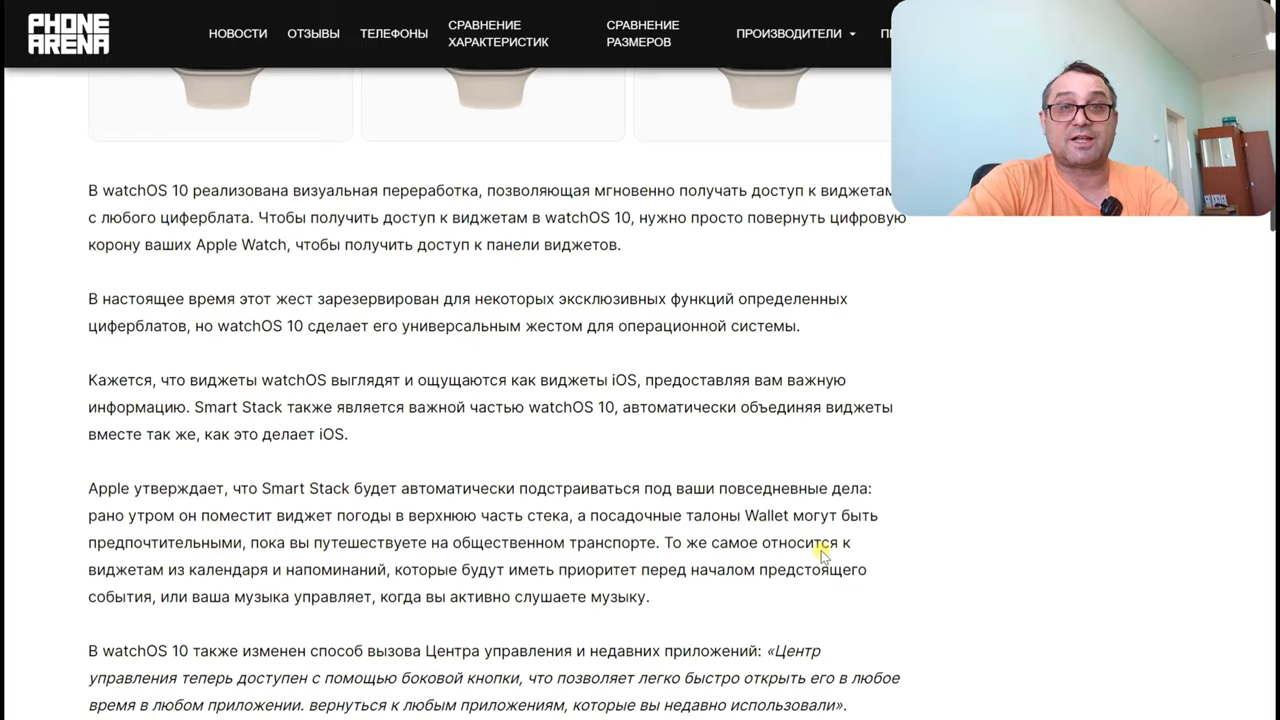 PHONE
ARENA
НОВОСТИ
ОТЗЫВЫ
ТЕЛЕФОНЫ
СРАВНЕНИЕ
ХАРАКТЕРИСТИК
СРАВНЕНИЕ
РАЗМЕРОВ
ПРОИЗВОДИТЕЛИ
В watchOS 10 реализована визуальная переработка, позволяющая мгновенно получать доступ к виджетам
с любого циферблата. Чтобы получить доступ к виджетам в watchOS 10, нужно просто повернуть цифровую
корону ваших Apple Watch, чтобы получить доступ к панели виджетов.
В настоящее время этот жест зарезервирован для некоторых эксклюзивных функций определенных
циферблатов, но watchOS 10 сделает его универсальным жестом для операционной системы.
Кажется, что виджеты watchOS выглядят и ощущаются как виджеты iOS, предоставляя вам важную
информацию. Smart Stack также является важной частью watchOS 10, автоматически объединяя виджеты
вместе так же, как это делает iOS.
Apple утверждает, что Smart Stack будет автоматически подстраиваться под ваши повседневные дела:
рано утром он поместит виджет погоды в верхнюю часть стека, а посадочные талоны Wallet могут быть
предпочтительными, пока вы путешествуете на общественном транспорте. То же самое относится к
виджетам из календаря и напоминаний, которые будут иметь приоритет перед началом предстоящего
события, или ваша музыка управляет, когда вы активно слушаете музыку.
В watchOS 10 также изменен способ вызова Центра управления и недавних приложений: «Центр
управления теперь доступен с помощью боковой кнопки, что позволяет легко быстро открыть его в любое
время в любом приложении. вернуться к любым приложениям, которые вы недавно использовали».